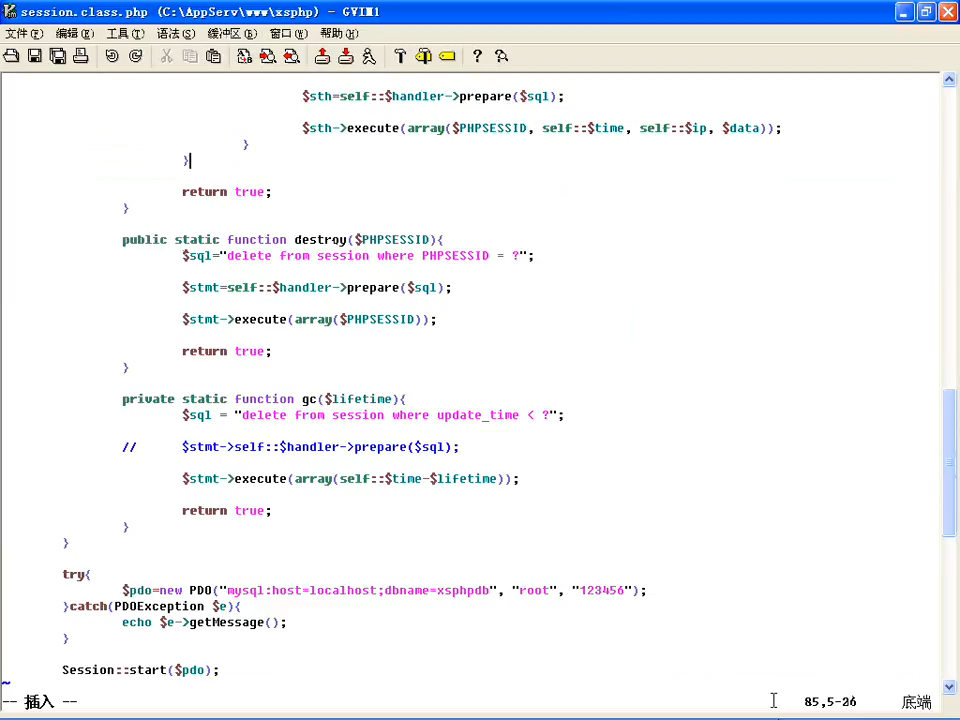 session.class.php (C:\AppServ\www\xsphp) - GVIM1
文件(F) 编辑(E) 工具(T) 语法(S) 缓冲区(B) 窗口(W) 帮助(H)
$sth=self::$handler->prepare($sql);
$sth->execute(array($PHPSESSID, self::$time, self::$ip, $data));
}
}
return true;
}
public static function destroy($PHPSESSID){
$sql="delete from session where PHPSESSID = ?";
$stmt=self::$handler->prepare($sql);
$stmt->execute(array($PHPSESSID));
return true;
}
private static function gc($lifetime){
$sql = "delete from session where update_time < ?";
// $stmt->self::$handler->prepare($sql);
$stmt->execute(array(self::$time-$lifetime));
return true;
}
}
try{
$pdo=new PDO("mysql:host=localhost;dbname=xsphpdb", "root", "123456");
}catch(PDOException $e){
echo $e->getMessage();
}
Session::start($pdo);
~
-- 插入 -- 85,5-26 底端